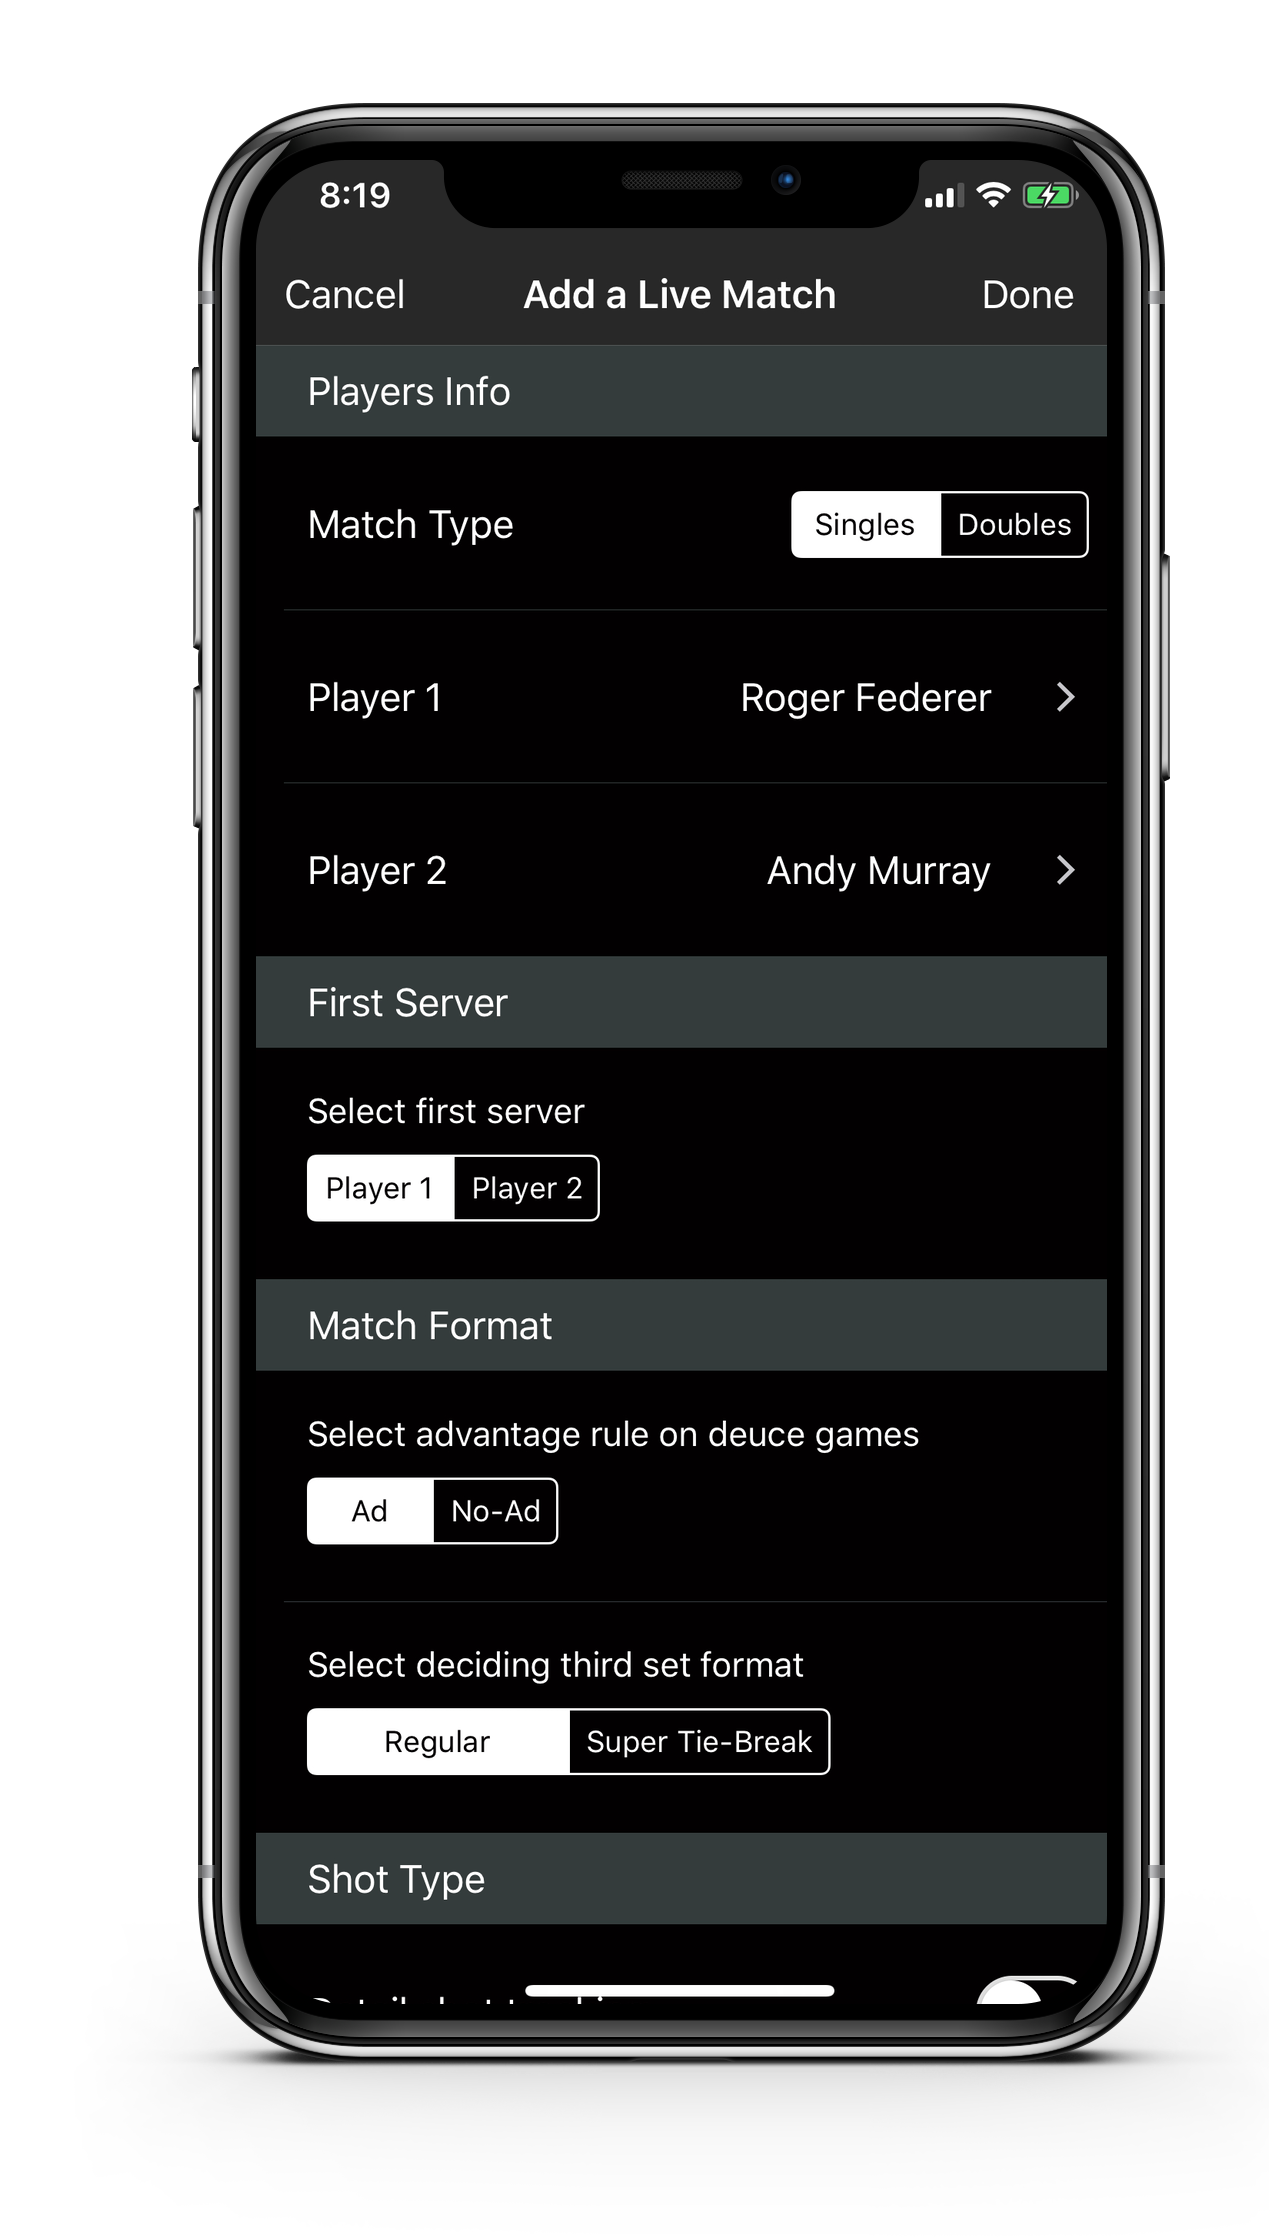 8:19
Cancel Add a Live Match Done
Players Info
Match Type Singles Doubles
Player 1 Roger Federer
Player 2 Andy Murray
First Server
Select first server
Player 1 Player 2
Match Format
Select advantage rule on deuce games
Ad No-Ad
Select deciding third set format
Regular Super Tie-Break
Shot Type